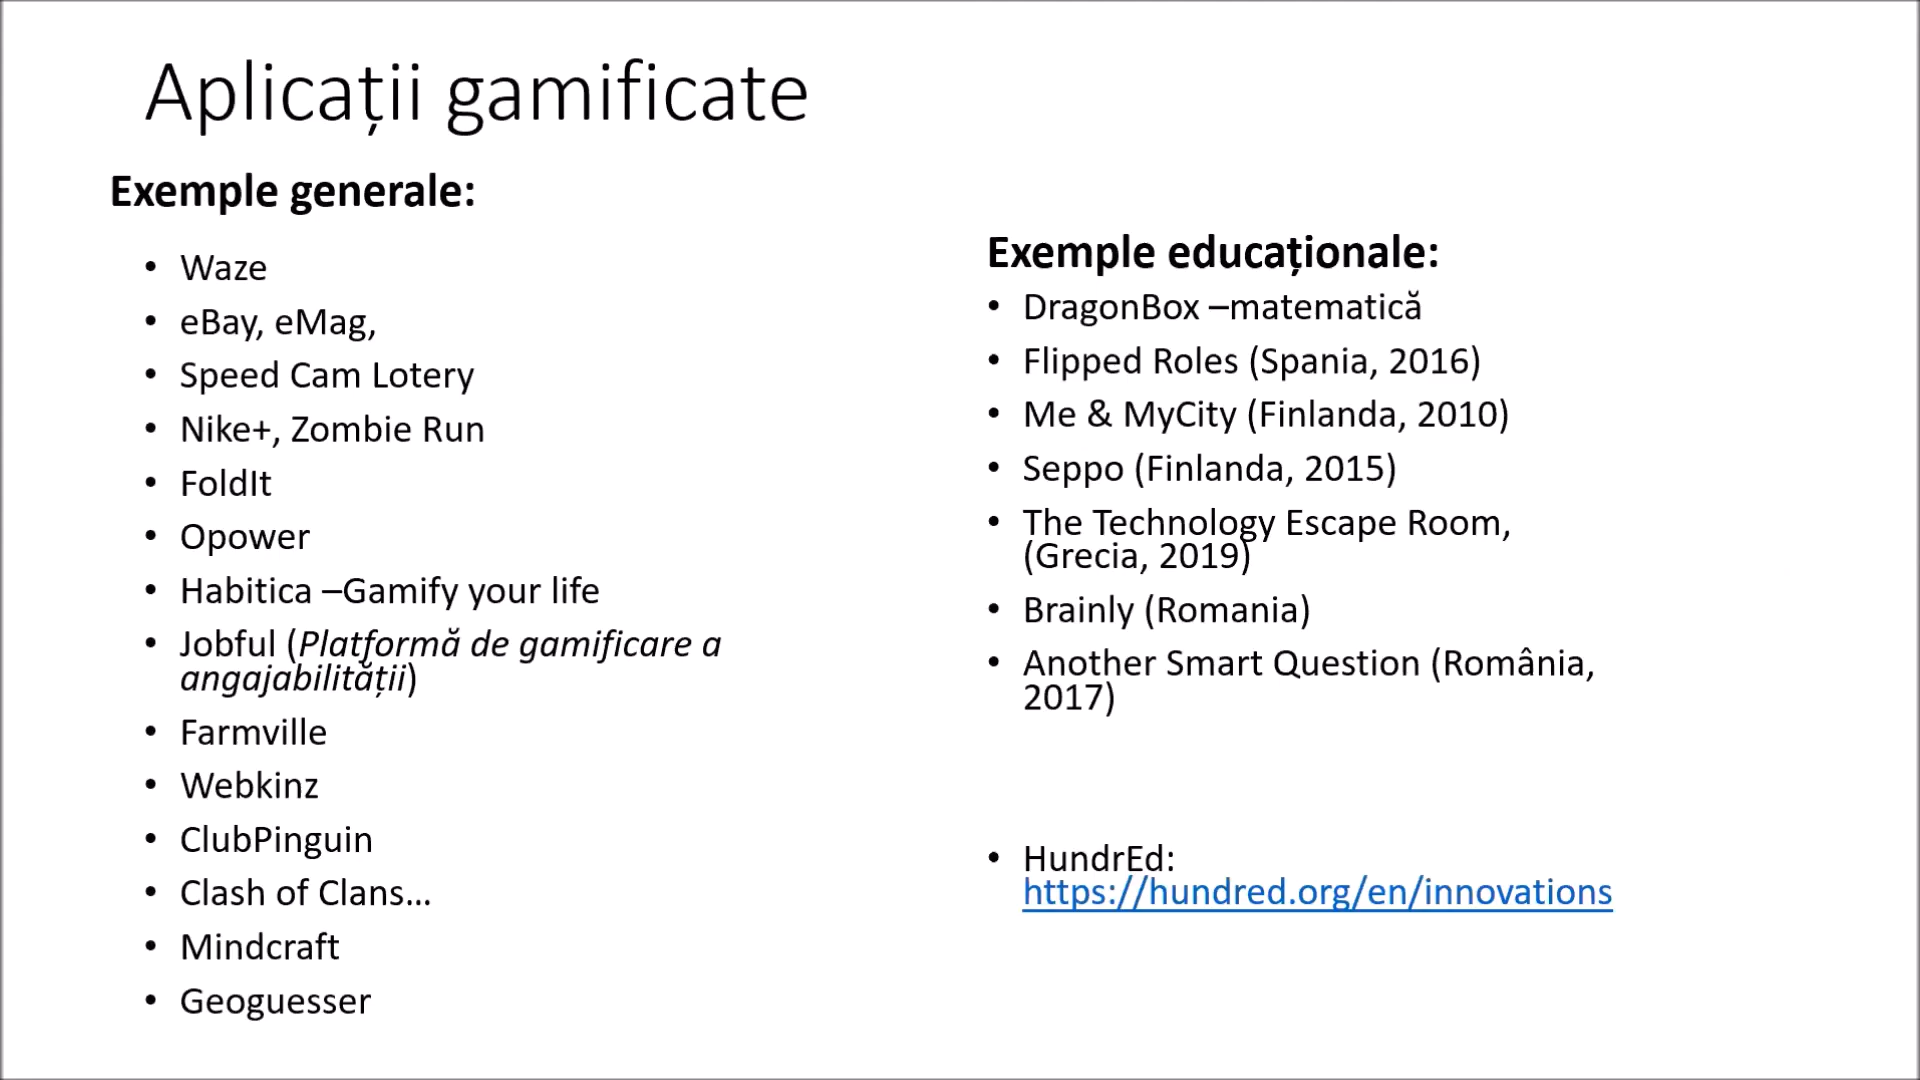 Aplicații gamificate
Exemple generale:
• Waze
• eBay, eMag,
• Speed Cam Lotery
• Nike+, Zombie Run
• FoldIt
• Opower
• Habitica –Gamify your life
• Jobful (Platformă de gamificare a
angajabilității)
• Farmville
• Webkinz
• ClubPinguin
• Clash of Clans...
• Mindcraft
• Geoguesser
Exemple educaționale:
• DragonBox –matematică
• Flipped Roles (Spania, 2016)
• Me & MyCity (Finlanda, 2010)
• Seppo (Finlanda, 2015)
• The Technology Escape Room,
(Grecia, 2019)
• Brainly (Romania)
• Another Smart Question (România,
2017)
• HundrEd:
https://hundred.org/en/innovations